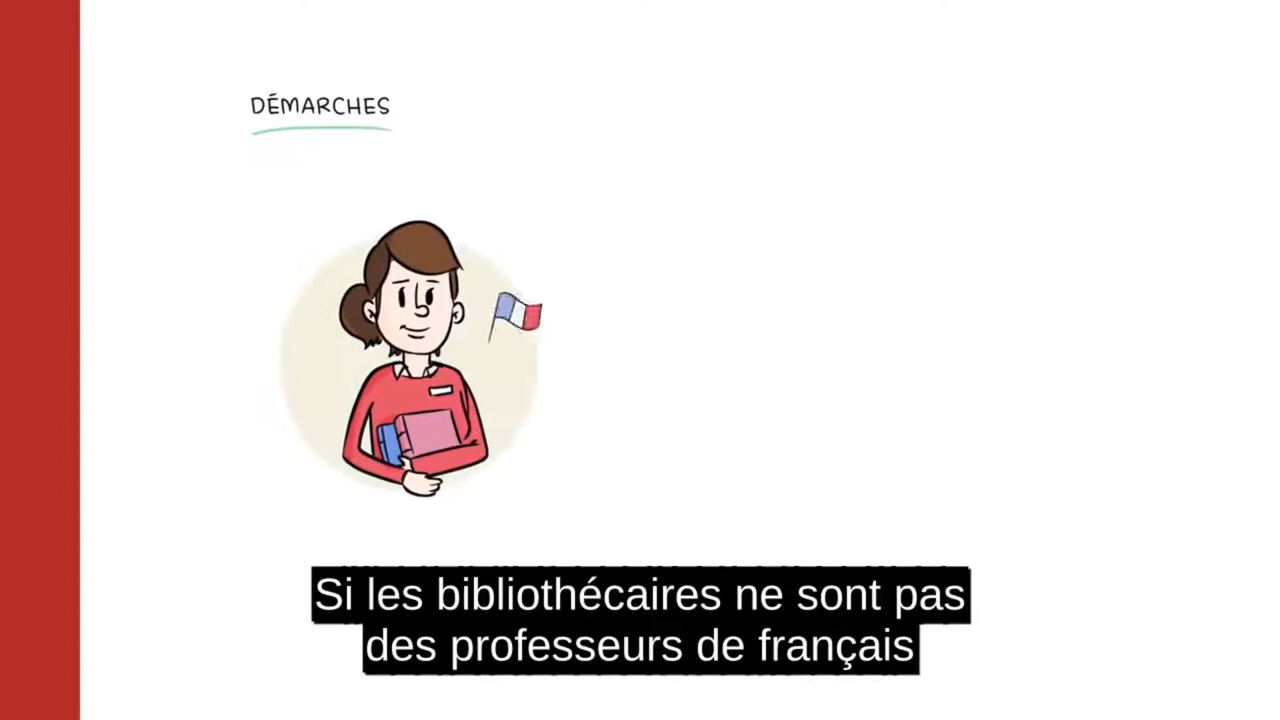 DÉMARCHES
Si les bibliothécaires ne sont pas
des professeurs de français